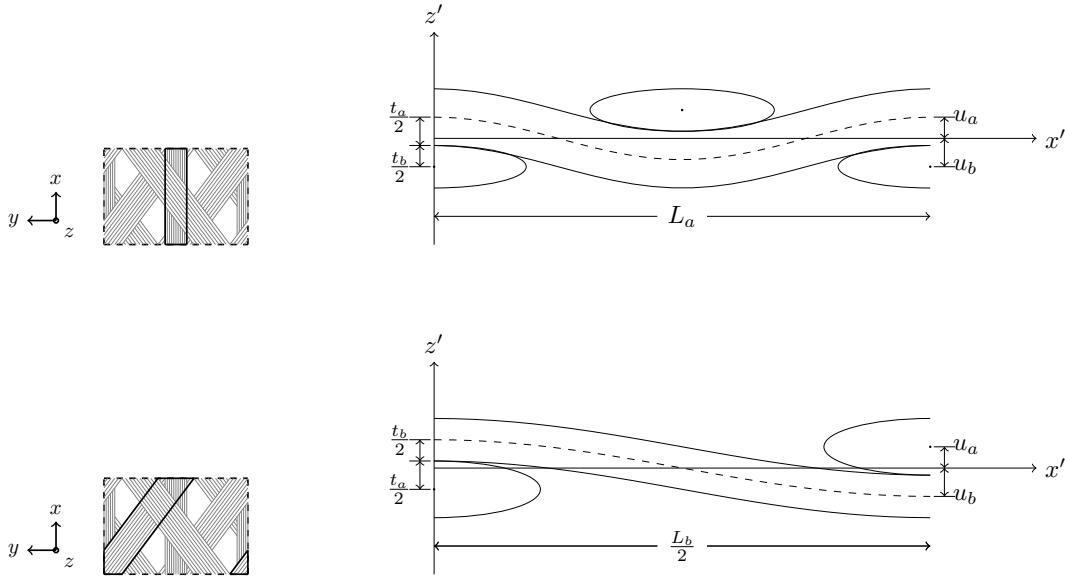 z′
t_a/2
u_a
x′
x
t_b/2
u_b
y
z
L_a
z′
t_b/2
u_a
x′
x
t_a/2
u_b
y
z
L_b/2